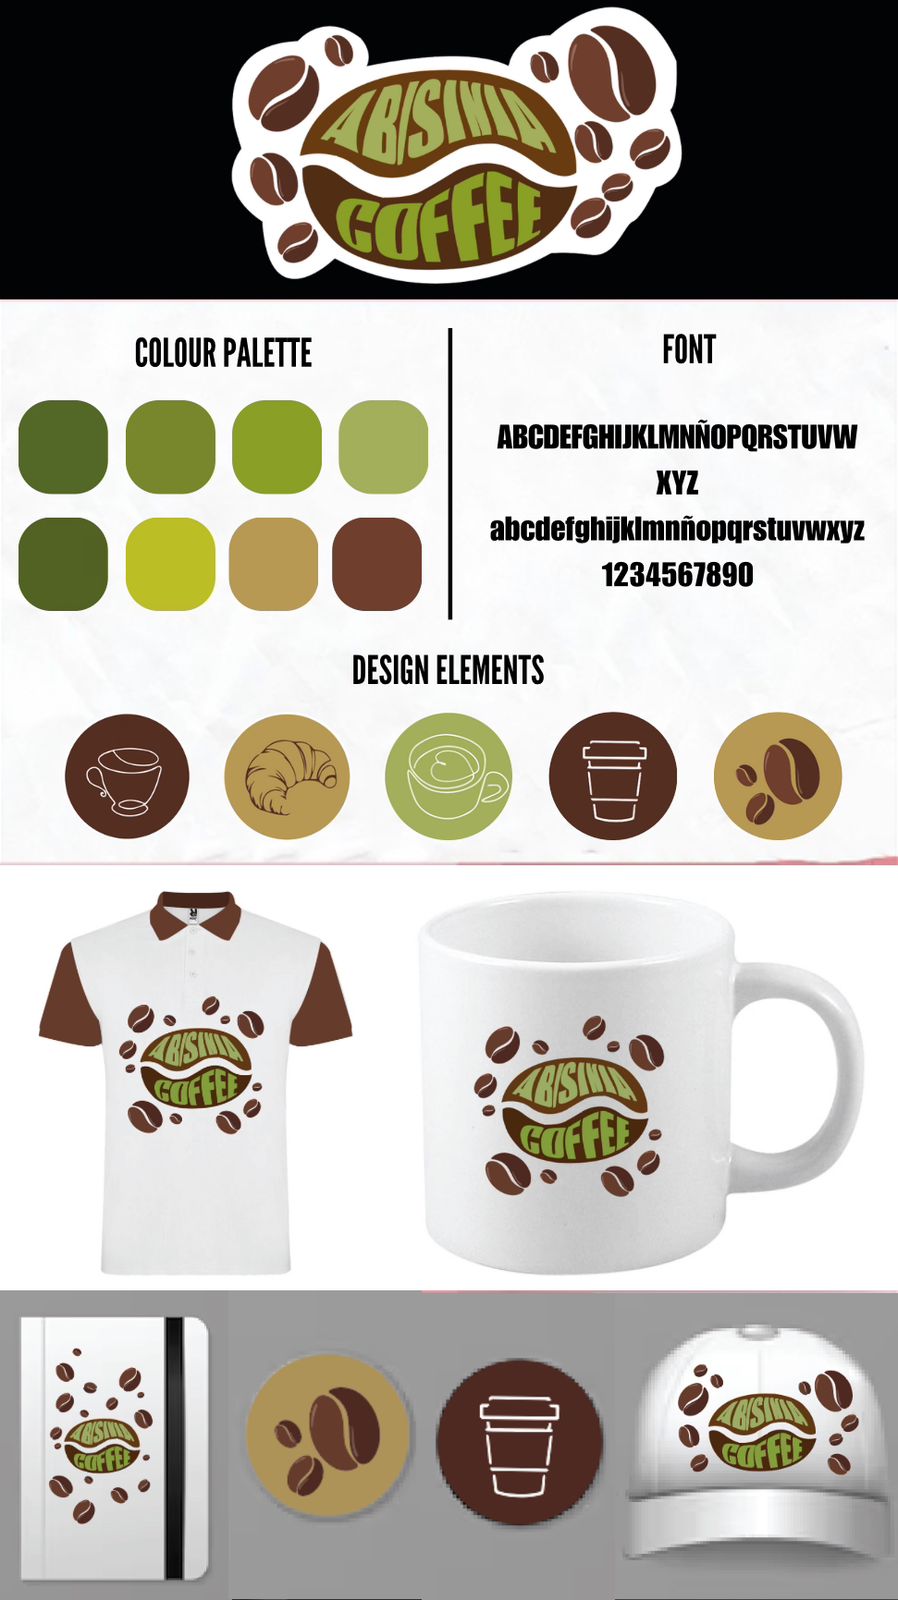 ABISINIA
COFFEE
COLOUR PALETTE
FONT
ABCDEFGHIJKLMNÑOPQRSTUVW
XYZ
abcdefghijklmnñopqrstuvwxyz
1234567890
DESIGN ELEMENTS
ABISINIA
COFFEE
ABISINIA
COFFEE
ABISINIA
COFFEE
ABISINIA
COFFEE